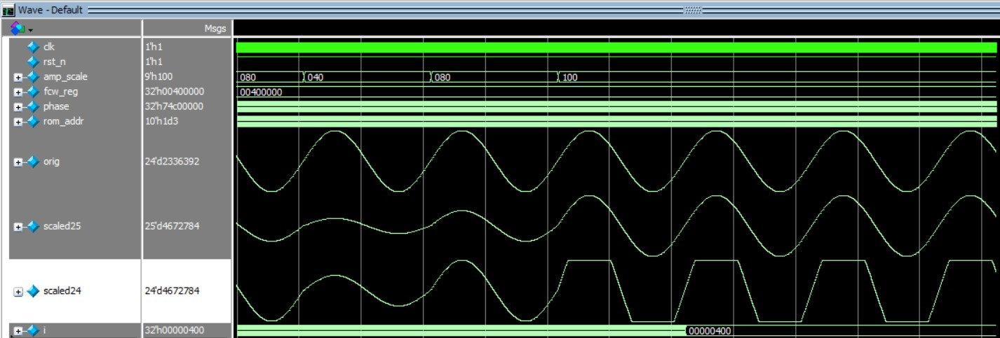 Wave - Default
Msgs
clk 1'h1
rst_n 1'h1
amp_scale 9'h100 080 040 080 100
fcw_reg 32'h00400000 00400000
phase 32'h74c00000
rom_addr 10'h1d3
orig 24'd2336392
scaled25 25'd4672784
scaled24 24'd4672784
i 32'h00000400 00000400